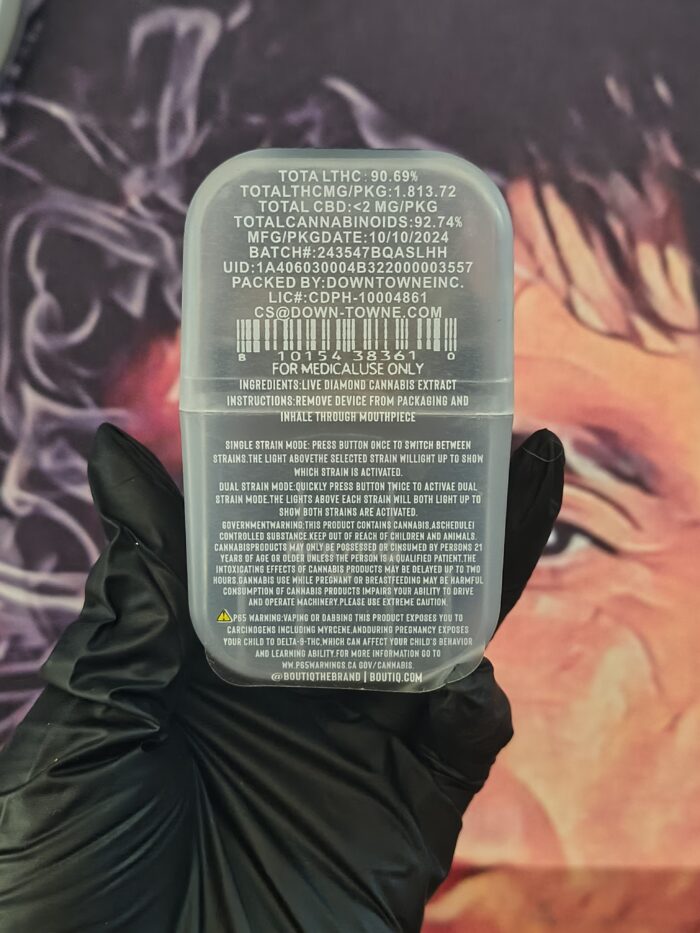 TOTA LTHC: 90.69%
TOTALTHCMG/PKG:1.813.72
TOTAL CBD:<2 MG/PKG
TOTALCANNABINOIDS:92.74%
MFG/PKGDATE:10/10/2024
BATCH#:243547BQASLHH
UID:1A406030004B322000003557
PACKED BY:DOWNTOWNEINC.
LIC#:CDPH-10004861
CS@DOWN-TOWNE.COM
8 10154 38361 0
FOR MEDICALUSE ONLY
INGREDIENTS:LIVE DIAMOND CANNABIS EXTRACT
INSTRUCTIONS:REMOVE DEVICE FROM PACKAGING AND
INHALE THROUGH MOUTHPIECE
SINGLE STRAIN MODE: PRESS BUTTON ONCE TO SWITCH BETWEEN
STRAINS.THE LIGHT ABOVETHE SELECTED STRAIN WILLIGHT UP TO SHOW
WHICH STRAIN IS ACTIVATED.
DUAL STRAIN MODE:QUICKLY PRESS BUTTON TWICE TO ACTIVAE DUAL
STRAIN MODE.THE LIGHTS ABOVE EACH STRAIN WILL BOTH LIGHT UP TO
SHOW BOTH STRAINS ARE ACTIVATED.
GOVERNMENTWARNING:THIS PRODUCT CONTAINS CANNABIS,ASCHEDULEI
CONTROLLED SUBSTANCE.KEEP OUT OF REACH OF CHILDREN AND ANIMALS.
CANNABISPRODUCTS MAY ONLY BE POSSESSED OR CINSUMED BY PERSONS 21
YEARS OF AGE OR OLDER UNLESS THE PERSON IS A QUALIFIED PATIENT.THE
INTOXICATING EFFECTS OF CANNABIS PRODUCTS MAY BE DELAYED UP TO TWO
HOURS.GANNABIS USE WHILE PREGNANT OR BREASTFEEDING MAY BE HARMFUL
CONSUMPTION OF CANNABIS PRODUCTS IMPAIRS YOUR ABILITY TO DRIVE
AND OPERATE MACHINERY.PLEASE USE EXTREME CAUTION.
P65 WARNING:VAPING OR DABBING THIS PRODUCT EXPOSES YOU TO
CARCINOGENS INCLUDING MYRCENE,ANDURING PREGNANCY EXPOSES
YOUR CHILD TO DELTA-9-THC,WHICH CAN AFFECT YOUR CHILD'S BEHAVIOR
AND LEARNING ABILITY.FOR MORE INFORMATION GO TO
WW.P65WARNINGS.CA GOV/CANNABIS.
@BOUTIQTHEBRAND | BOUTIQ.COM